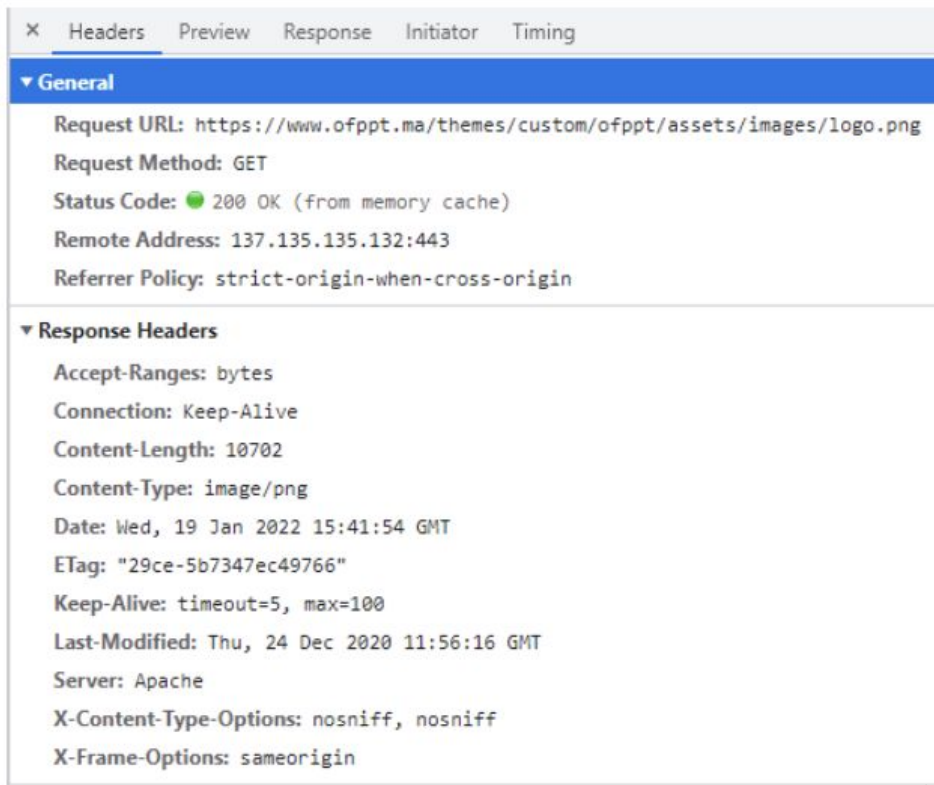 × Headers Preview Response Initiator Timing
▼ General
Request URL: https://www.ofppt.ma/themes/custom/ofppt/assets/images/logo.png
Request Method: GET
Status Code: 200 OK (from memory cache)
Remote Address: 137.135.135.132:443
Referrer Policy: strict-origin-when-cross-origin
▼ Response Headers
Accept-Ranges: bytes
Connection: Keep-Alive
Content-Length: 10702
Content-Type: image/png
Date: Wed, 19 Jan 2022 15:41:54 GMT
ETag: "29ce-5b7347ec49766"
Keep-Alive: timeout=5, max=100
Last-Modified: Thu, 24 Dec 2020 11:56:16 GMT
Server: Apache
X-Content-Type-Options: nosniff, nosniff
X-Frame-Options: sameorigin